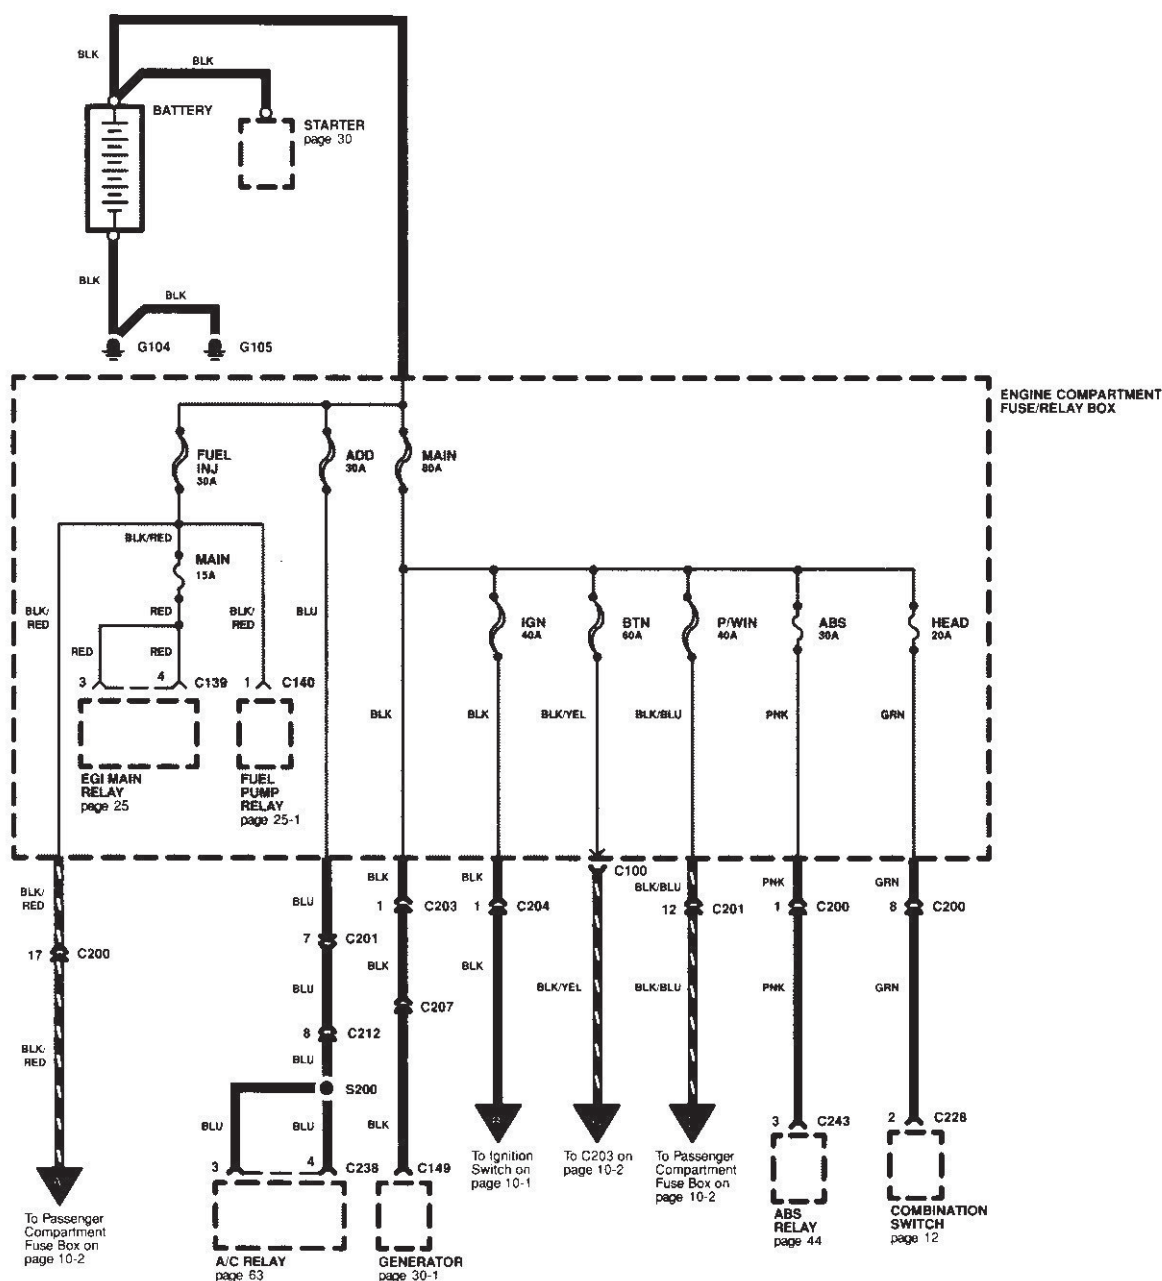 BLK
BLK
BATTERY
STARTER
page 30
BLK
BLK
G104
G105
ENGINE COMPARTMENT
FUSE/RELAY BOX
FUEL
INJ
30A
ADD
30A
MAIN
80A
BLK/RED
MAIN
15A
BLK/
RED
RED
BLK/
RED
BLU
IGN
40A
BTN
60A
P/WIN
40A
ABS
30A
HEAD
20A
RED
RED
3
4
C139
1
C140
BLK
BLK
BLK/YEL
BLK/BLU
PNK
GRN
EGI MAIN
RELAY
page 25
FUEL
PUMP
RELAY
page 25-1
BLK/
RED
BLU
BLK
BLK
C100
BLK/BLU
PNK
GRN
1
C203
1
C204
12
C201
1
C200
8
C200
17
C200
7
C201
BLK
BLK
BLU
BLK/YEL
BLK/BLU
PNK
GRN
C207
8
C212
BLK/
RED
BLU
S200
BLU
BLU
BLK
3
4
C238
C149
To Ignition
Switch on
page 10-1
To C203 on
page 10-2
To Passenger
Compartment
Fuse Box on
page 10-2
3
C243
2
C228
To Passenger
Compartment
Fuse Box on
page 10-2
A/C RELAY
page 63
GENERATOR
page 30-1
ABS
RELAY
page 44
COMBINATION
SWITCH
page 12